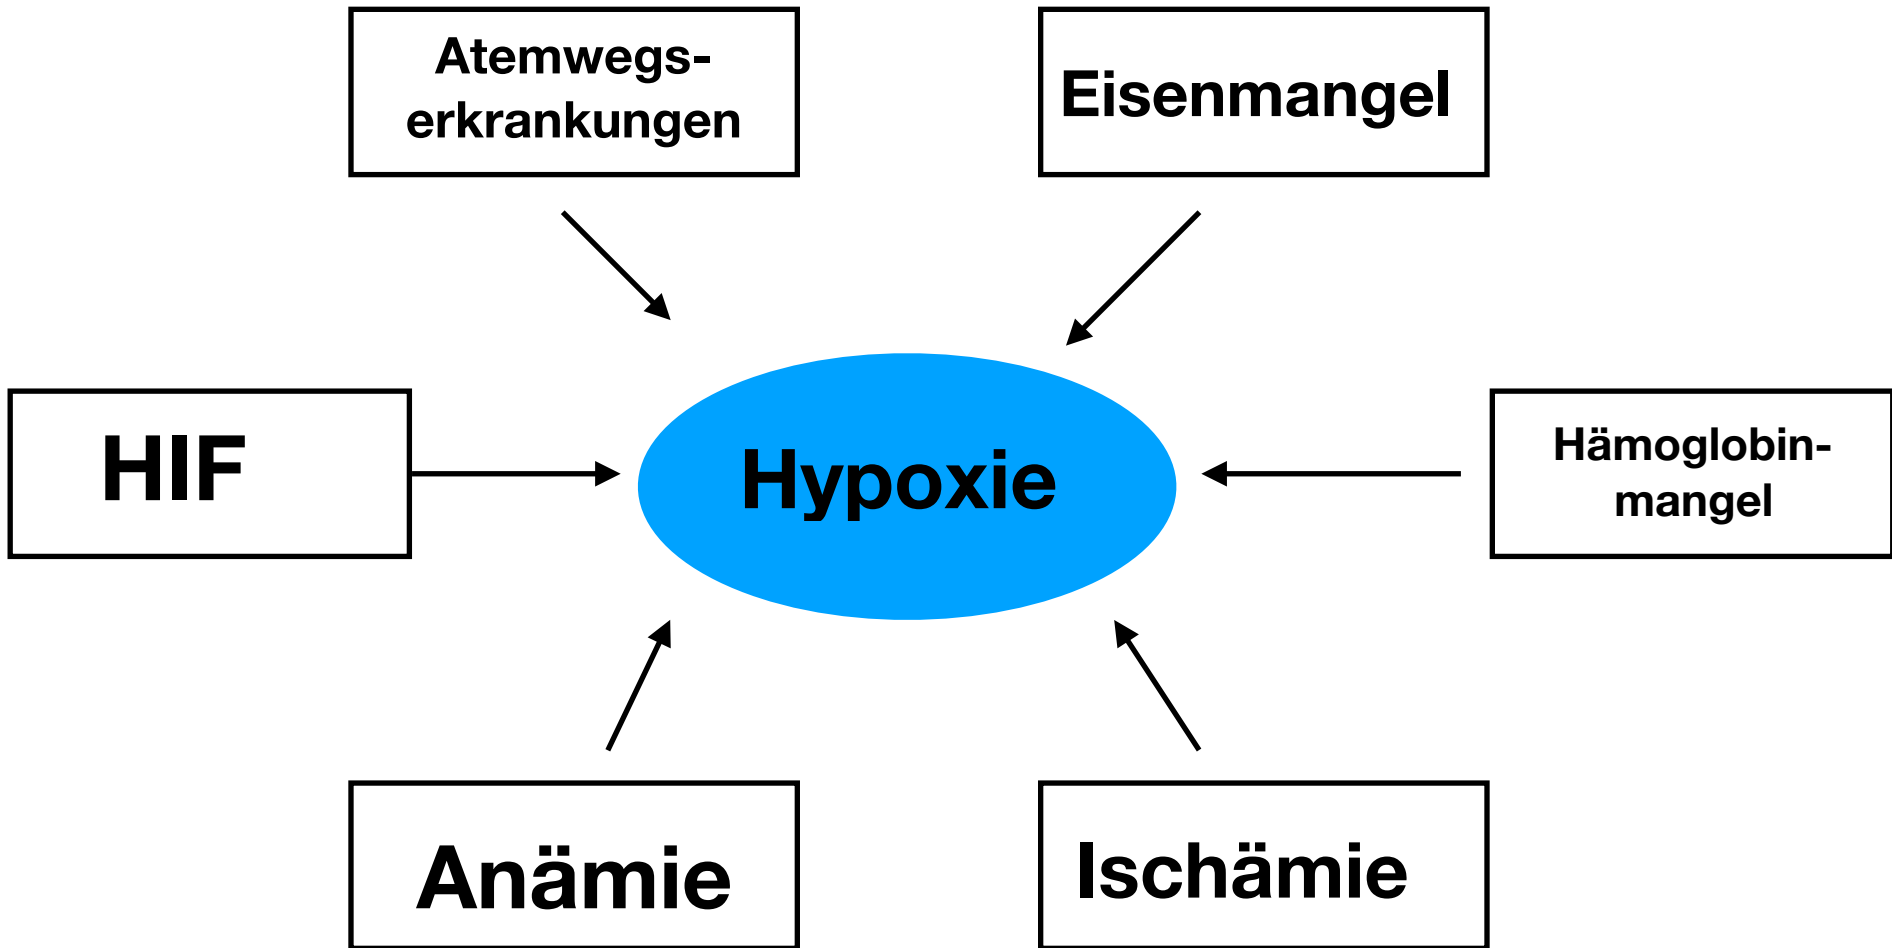 Atemwegs-
erkrankungen
Eisenmangel
HIF
Hypoxie
Hämoglobin-
mangel
Anämie
Ischämie